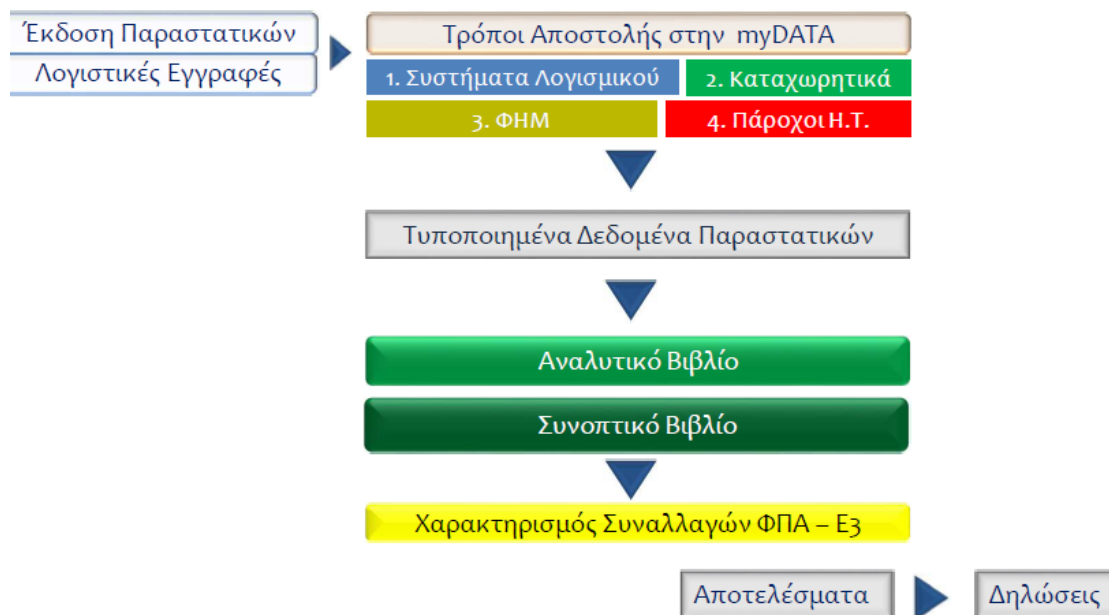 Έκδοση Παραστατικών
Λογιστικές Εγγραφές
Τρόποι Αποστολής στην myDATA
1. Συστήματα Λογισμικού
2. Καταχωρητικά
3. ΦΗΜ
4. Πάροχοι Η.Τ.
Τυποποιημένα Δεδομένα Παραστατικών
Αναλυτικό Βιβλίο
Συνοπτικό Βιβλίο
Χαρακτηρισμός Συναλλαγών ΦΠΑ – Ε3
Αποτελέσματα
Δηλώσεις